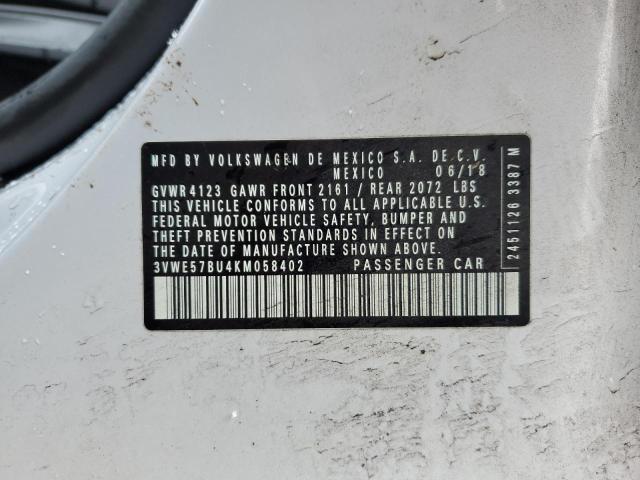 MFD BY VOLKSWAGEN DE MEXICO S.A. DE C.V.
MEXICO 06/18
GVWR 4123 GAWR FRONT 2161 / REAR 2072 LBS
THIS VEHICLE CONFORMS TO ALL APPLICABLE U.S.
FEDERAL MOTOR VEHICLE SAFETY, BUMPER AND
THEFT PREVENTION STANDARDS IN EFFECT ON
THE DATE OF MANUFACTURE SHOWN ABOVE.
3VWE57BU4KM058402 PASSENGER CAR
2451126 3387 M